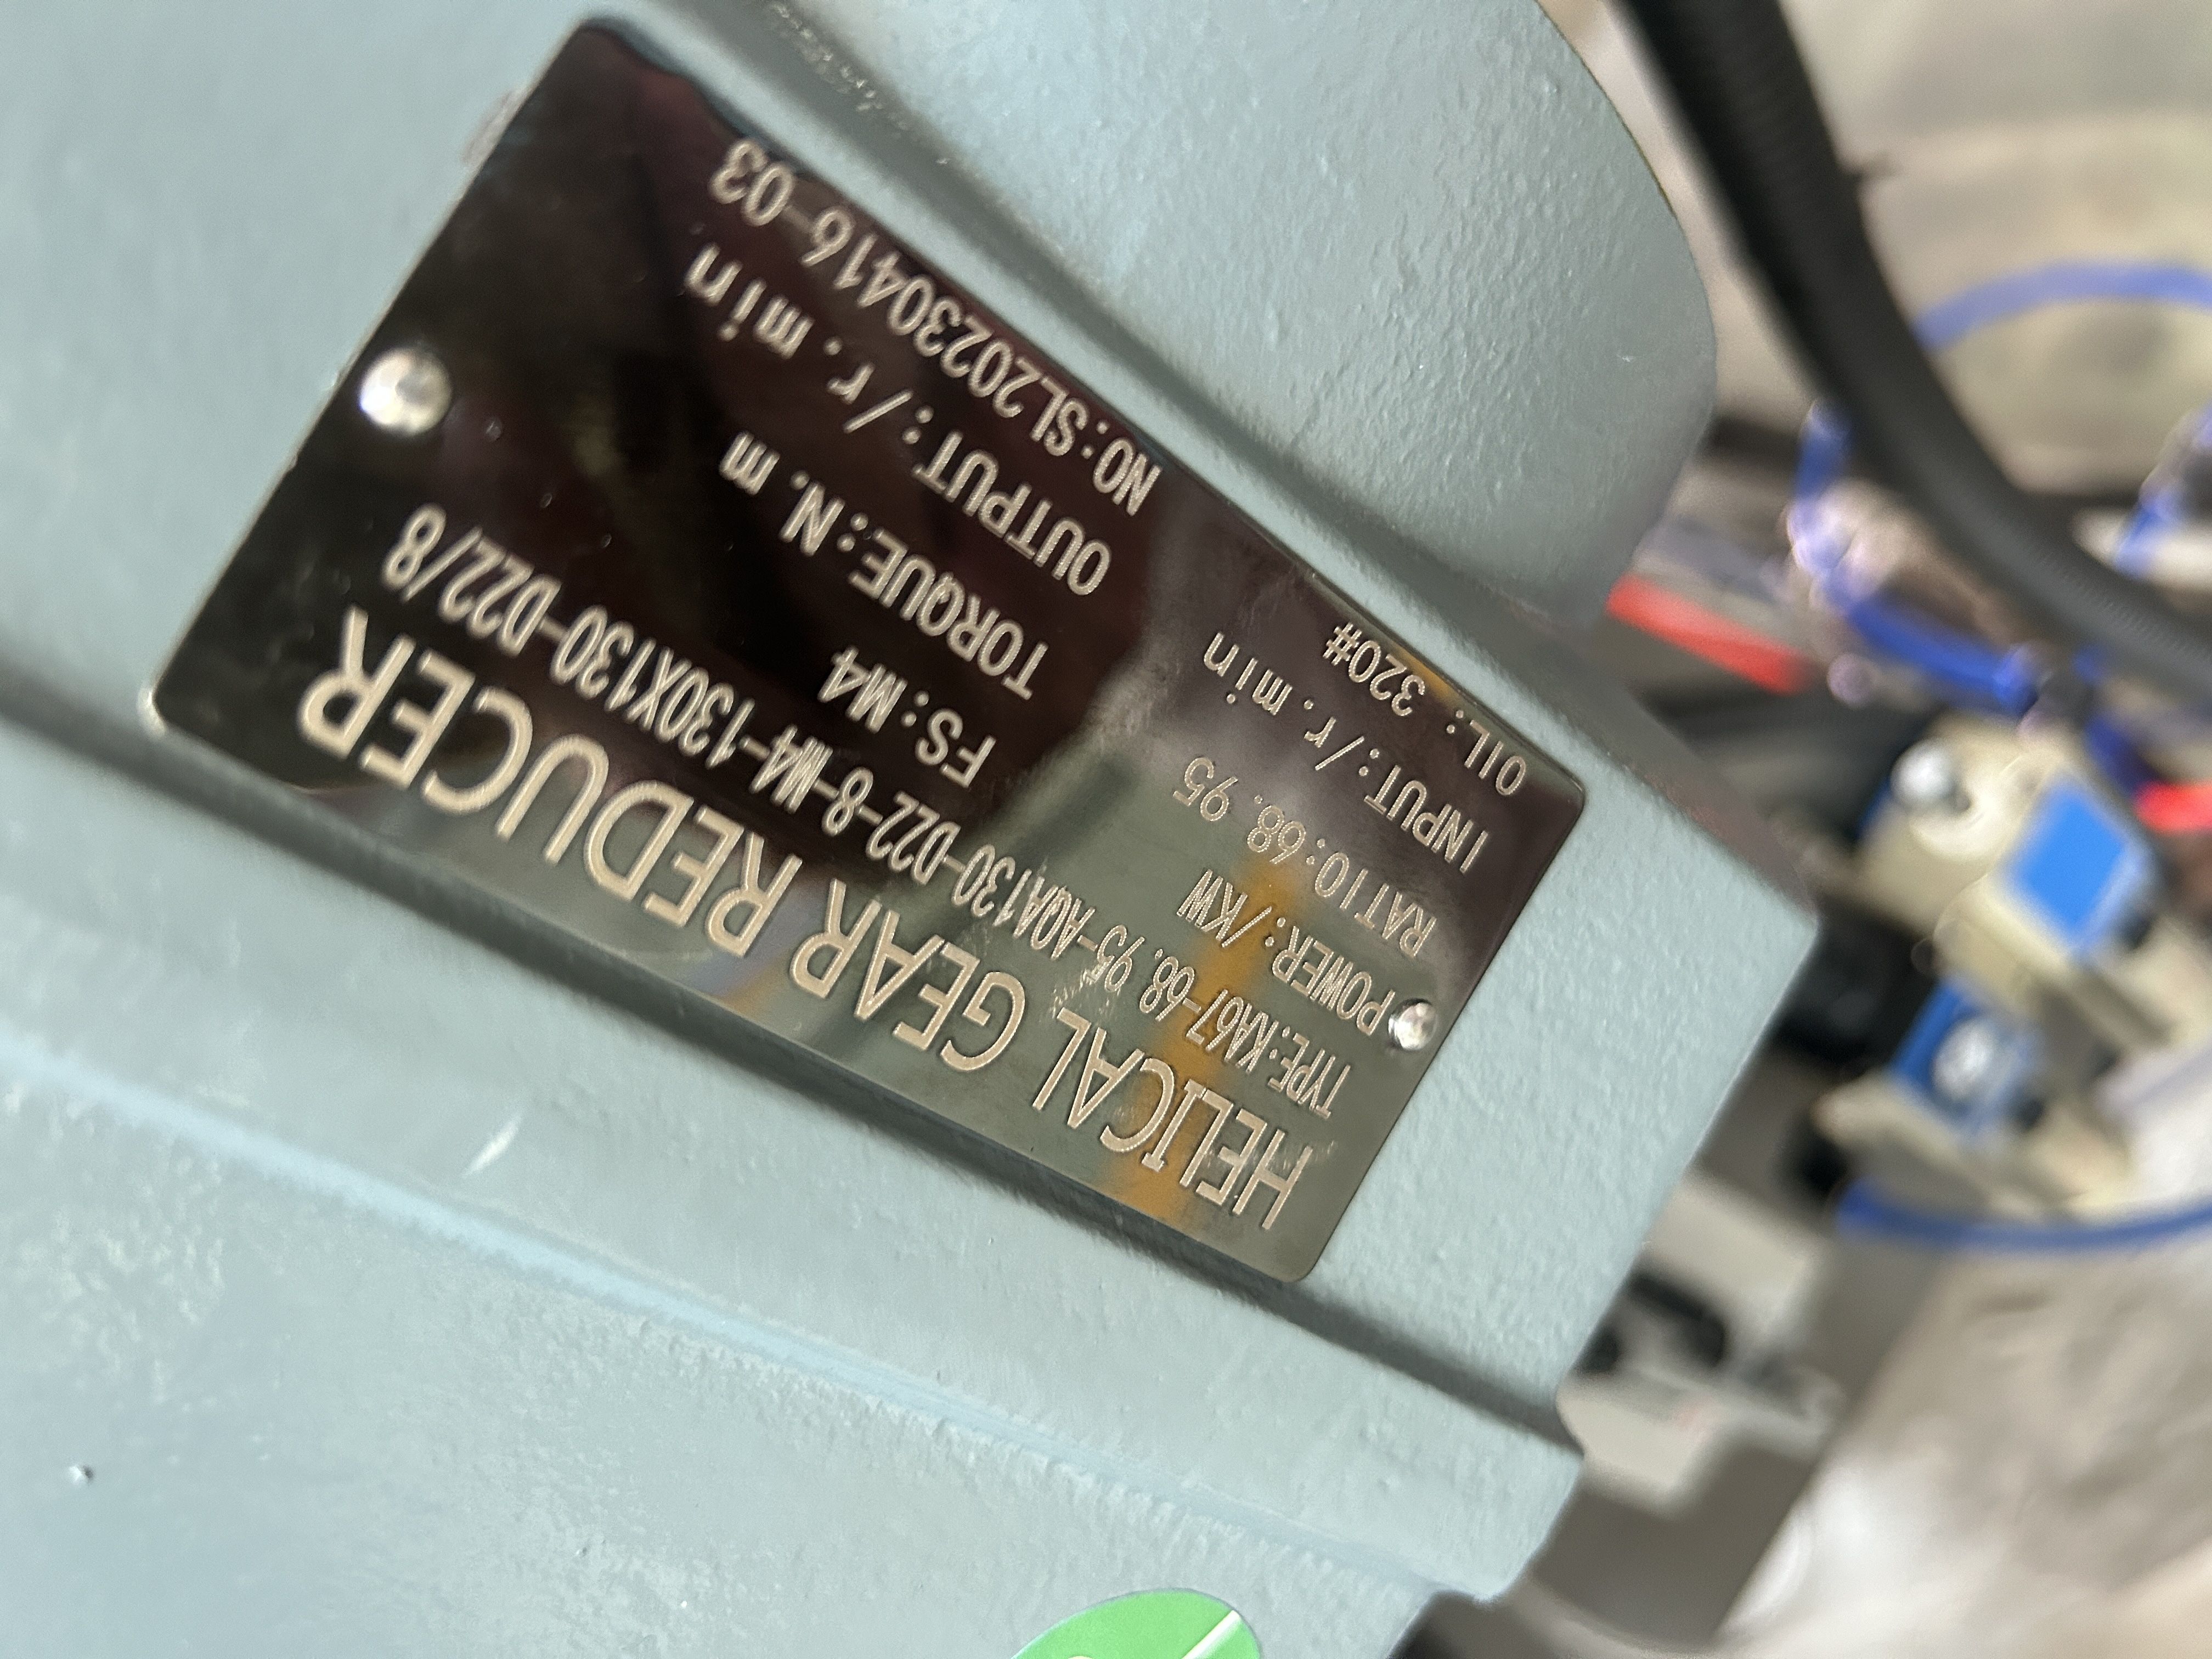 HELICAL GEAR REDUCER
TYPE:KA67-68.95-AQA130-D22-8-M4-130X130-D22/8
POWER:/KW FS:M4
RATIO:68.95 TORQUE:N.m
INPUT:/r.min OUTPUT:/r.min
OIL: 320# NO:SL20230416-03